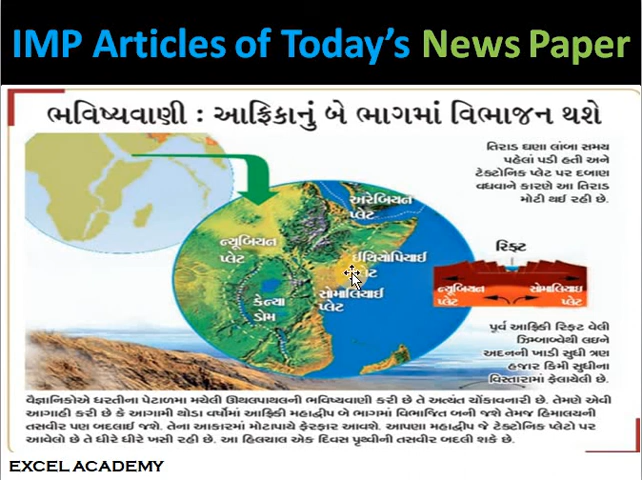 IMP Articles of Today's News Paper
ભવિષ્યવાણી : આફ્રિકાનું બે ભાગમાં વિભાજન થશે
તિરાડ ઘણા લાંબા સમય
પહેલાં પડી હતી અને
ટેક્ટોનિક પ્લેટ પર દબાણ
વધવાને કારણે આ તિરાડ
મોટી થઈ રહી છે.
અરેબિયન
પ્લેટ
ન્યૂબિયન
પ્લેટ
ઈથિયોપિયાઈ
પ્લેટ
સોમાલિયાઈ
પ્લેટ
કેન્યા
ડોમ
રિફ્ટ
ન્યૂબિયન
પ્લેટ
સોમાલિયાઇ
પ્લેટ
પૂર્વ આફ્રિકી રિફ્ટ વેલી
ઝિમ્બાબ્વેથી લઇને
અદનની ખાડી સુધી ત્રણ
હજાર કિમી સુધીના
વિસ્તારમાં ફેલાયેલી છે.
વૈજ્ઞાનિકોએ ધરતીના પેટાળમાં મચેલી ઊથલપાથલની ભવિષ્યવાણી કરી છે તે અત્યંત ચોંકાવનારી છે. તેમણે એવી
આગાહી કરી છે કે આગામી થોડા વર્ષોમાં આફ્રિકી મહાદ્વીપ બે ભાગમાં વિભાજિત બની જશે તેમજ હિમાલયની
તસવીર પણ બદલાઈ જશે. તેના આકારમાં મોટાપાયે ફેરફાર આવશે. આપણા મહાદ્વીપ જે ટેક્ટોનિક પ્લેટો પર
આવેલો છે તે ધીરે ધીરે ખસી રહી છે. આ હિલચાલ એક દિવસ પૃથ્વીની તસવીર બદલી શકે છે.
EXCEL ACADEMY